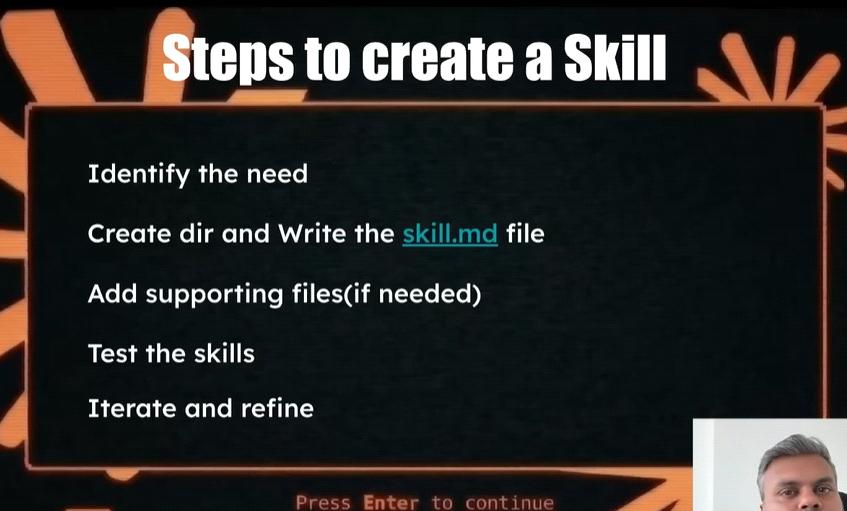 Steps to create a Skill
Identify the need
Create dir and Write the skill.md file
Add supporting files(if needed)
Test the skills
Iterate and refine
Press Enter to continue